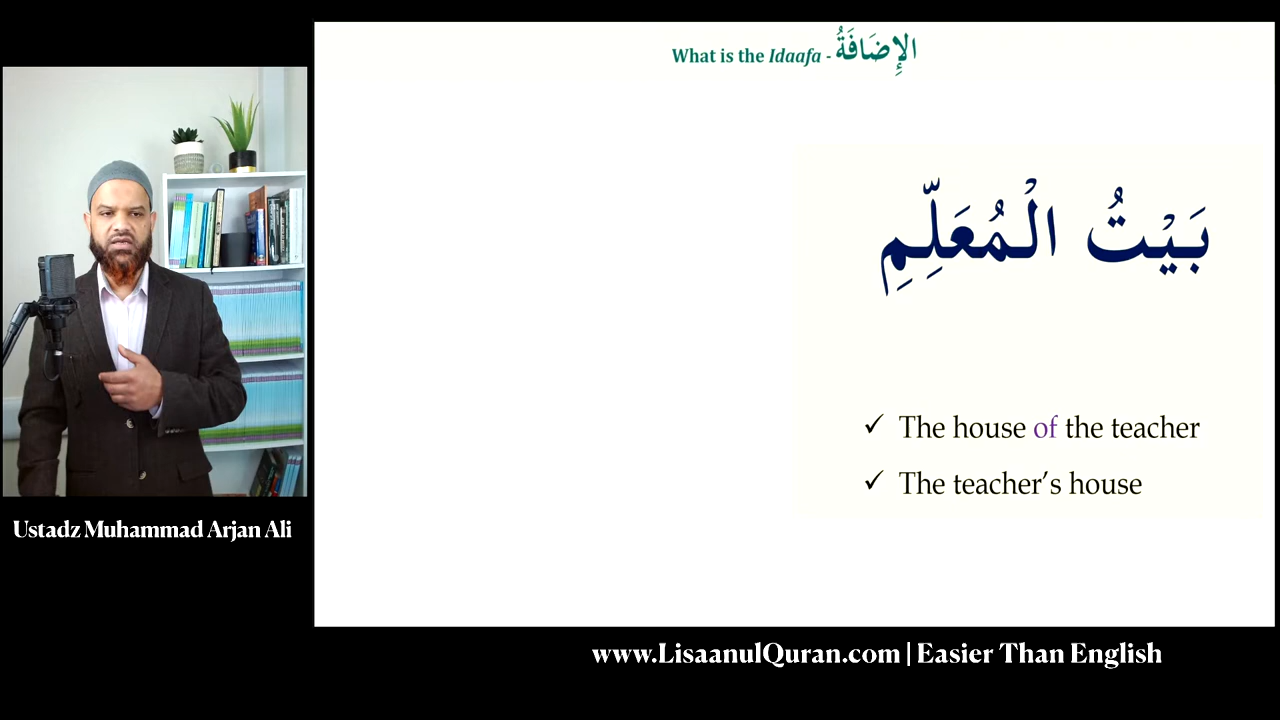 What is the Idaafa - الإِضَافَةُ
بَيْتُ الْمُعَلِّمِ
✓ The house of the teacher
✓ The teacher's house
Ustadz Muhammad Arjan Ali
www.LisaanulQuran.com | Easier Than English